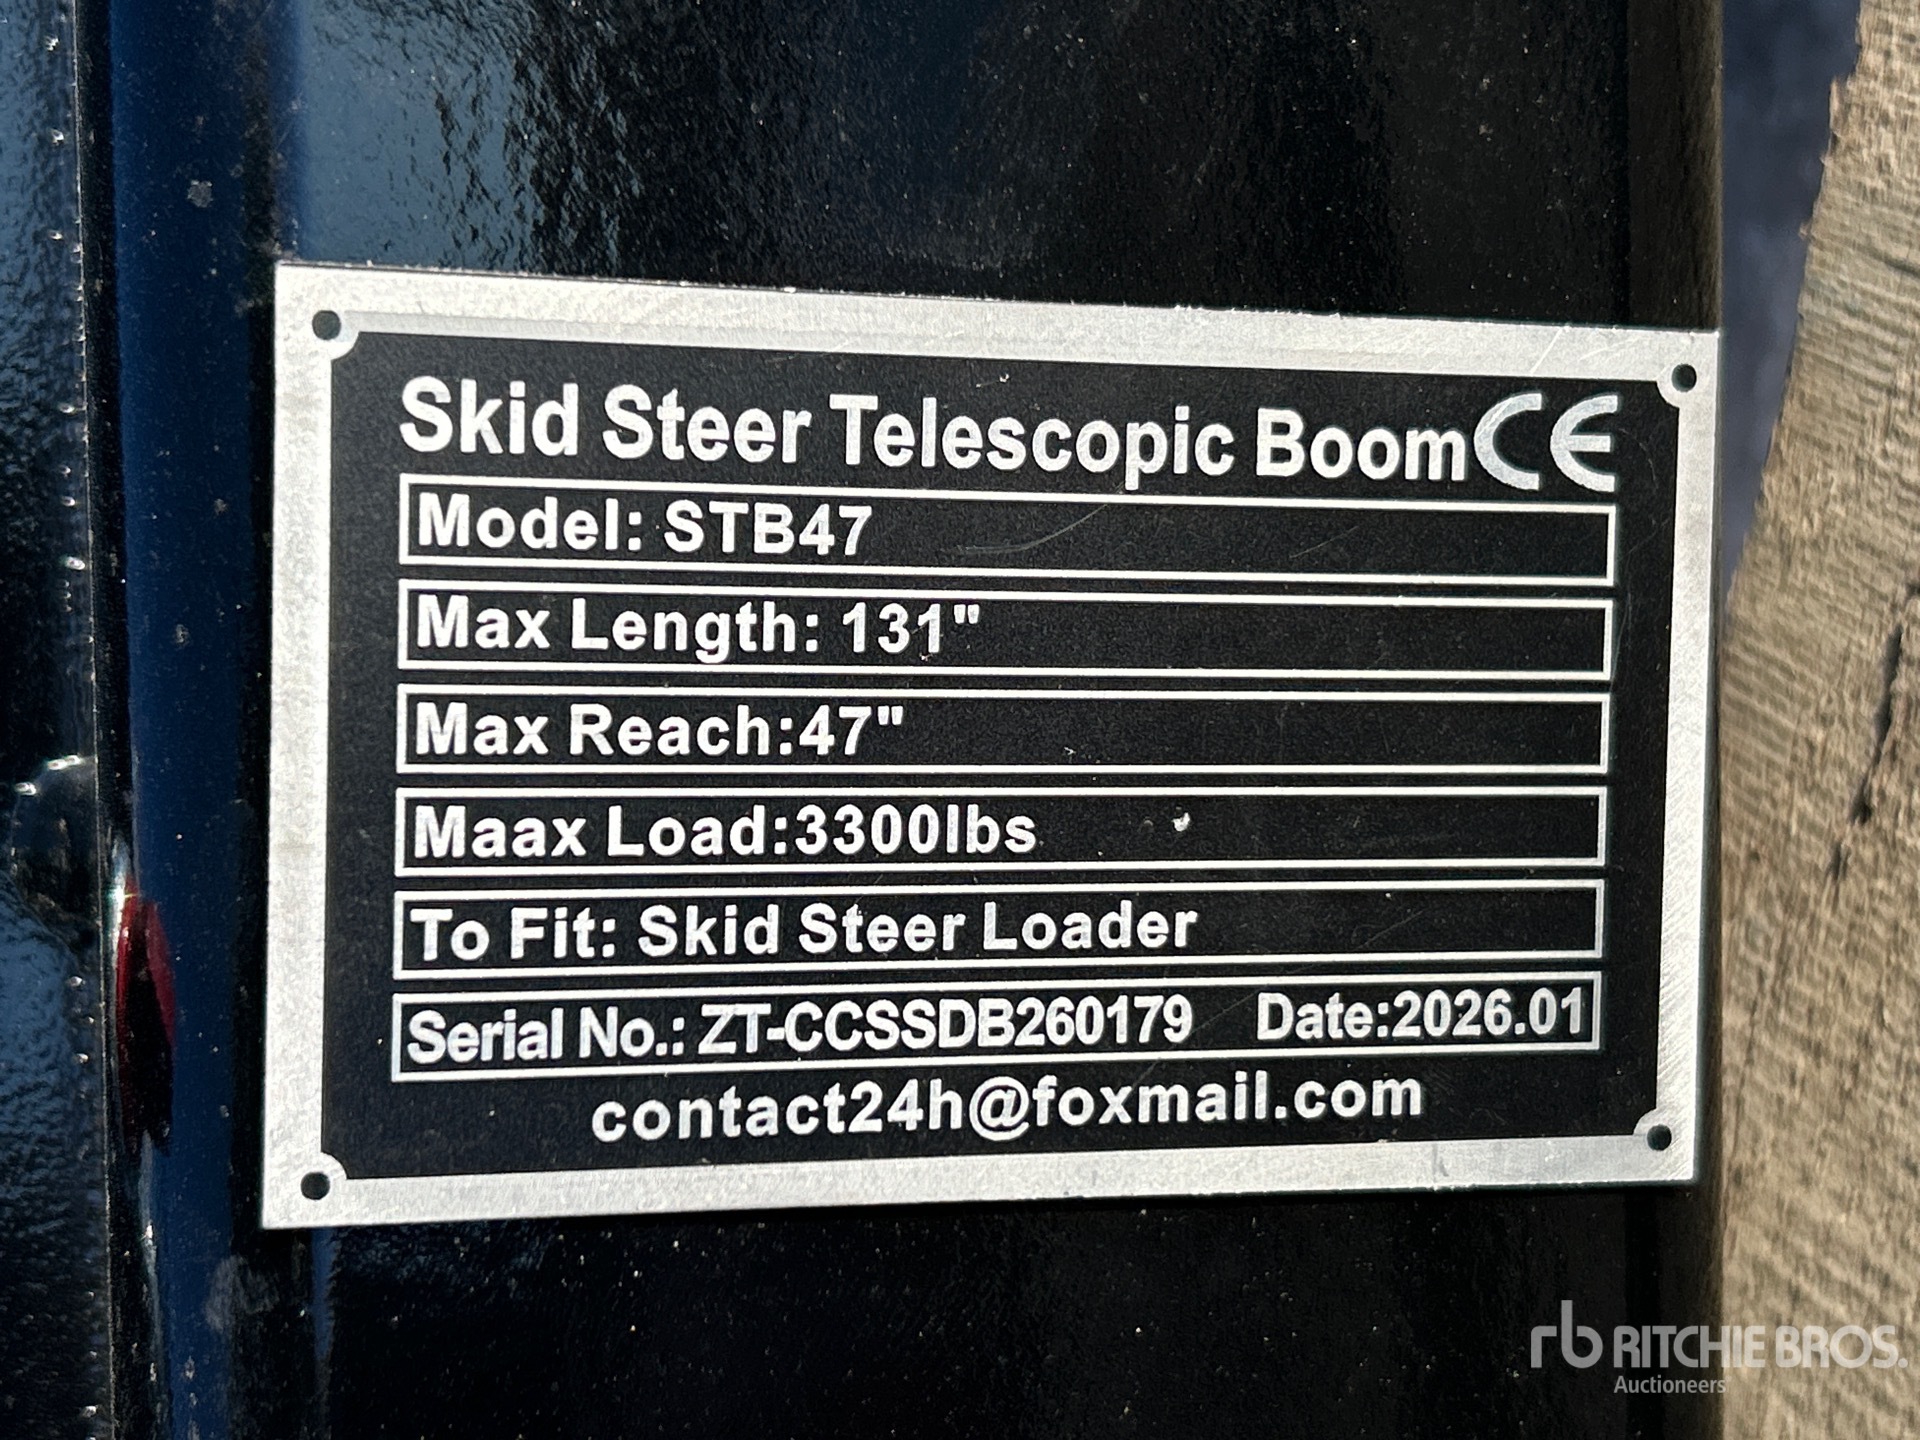 Skid Steer Telescopic Boom CE
Model: STB47
Max Length: 131"
Max Reach:47"
Maax Load:3300lbs
To Fit: Skid Steer Loader
Serial No.: ZT-CCSSDB260179 Date:2026.01
contact24h@foxmail.com
rb RITCHIE BROS.
Auctioneers